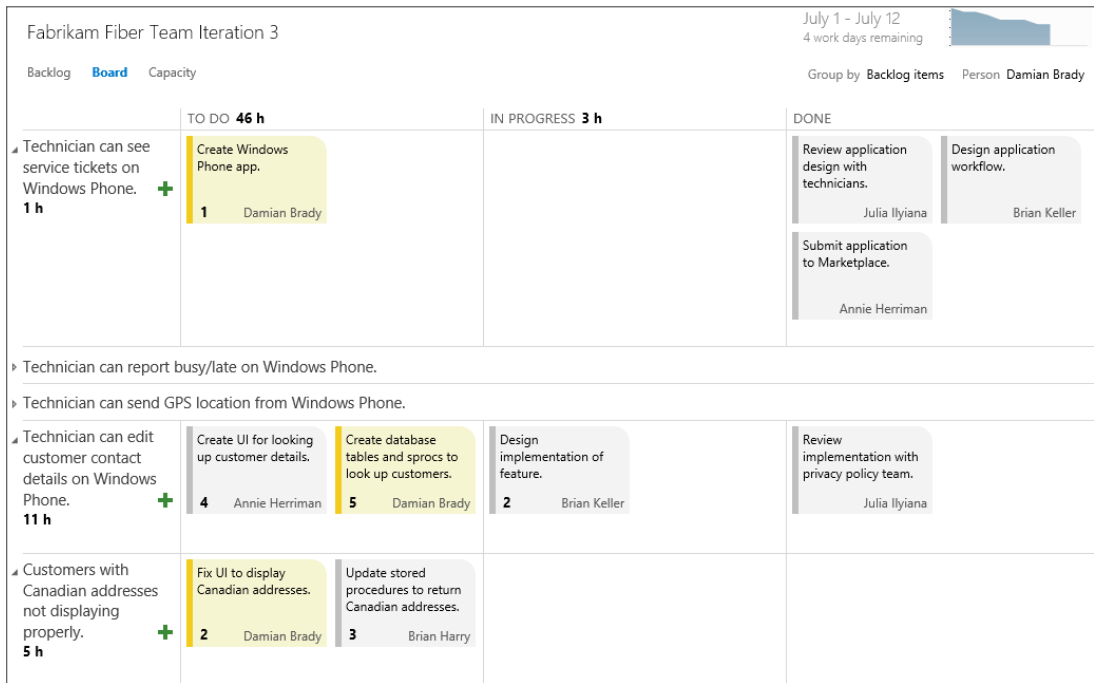 Fabrikam Fiber Team Iteration 3
July 1 - July 12
4 work days remaining
Backlog Board Capacity
Group by Backlog items Person Damian Brady
TO DO 46 h
IN PROGRESS 3 h
DONE
Technician can see
service tickets on
Windows Phone.
1 h
Create Windows
Phone app.
1 Damian Brady
Review application
design with
technicians.
Julia Ilyiana
Design application
workflow.
Brian Keller
Submit application
to Marketplace.
Annie Herriman
Technician can report busy/late on Windows Phone.
Technician can send GPS location from Windows Phone.
Technician can edit
customer contact
details on Windows
Phone.
11 h
Create UI for looking
up customer details.
4 Annie Herriman
Create database
tables and sprocs to
look up customers.
5 Damian Brady
Design
implementation of
feature.
2 Brian Keller
Review
implementation with
privacy policy team.
Julia Ilyiana
Customers with
Canadian addresses
not displaying
properly.
5 h
Fix UI to display
Canadian addresses.
2 Damian Brady
Update stored
procedures to return
Canadian addresses.
3 Brian Harry